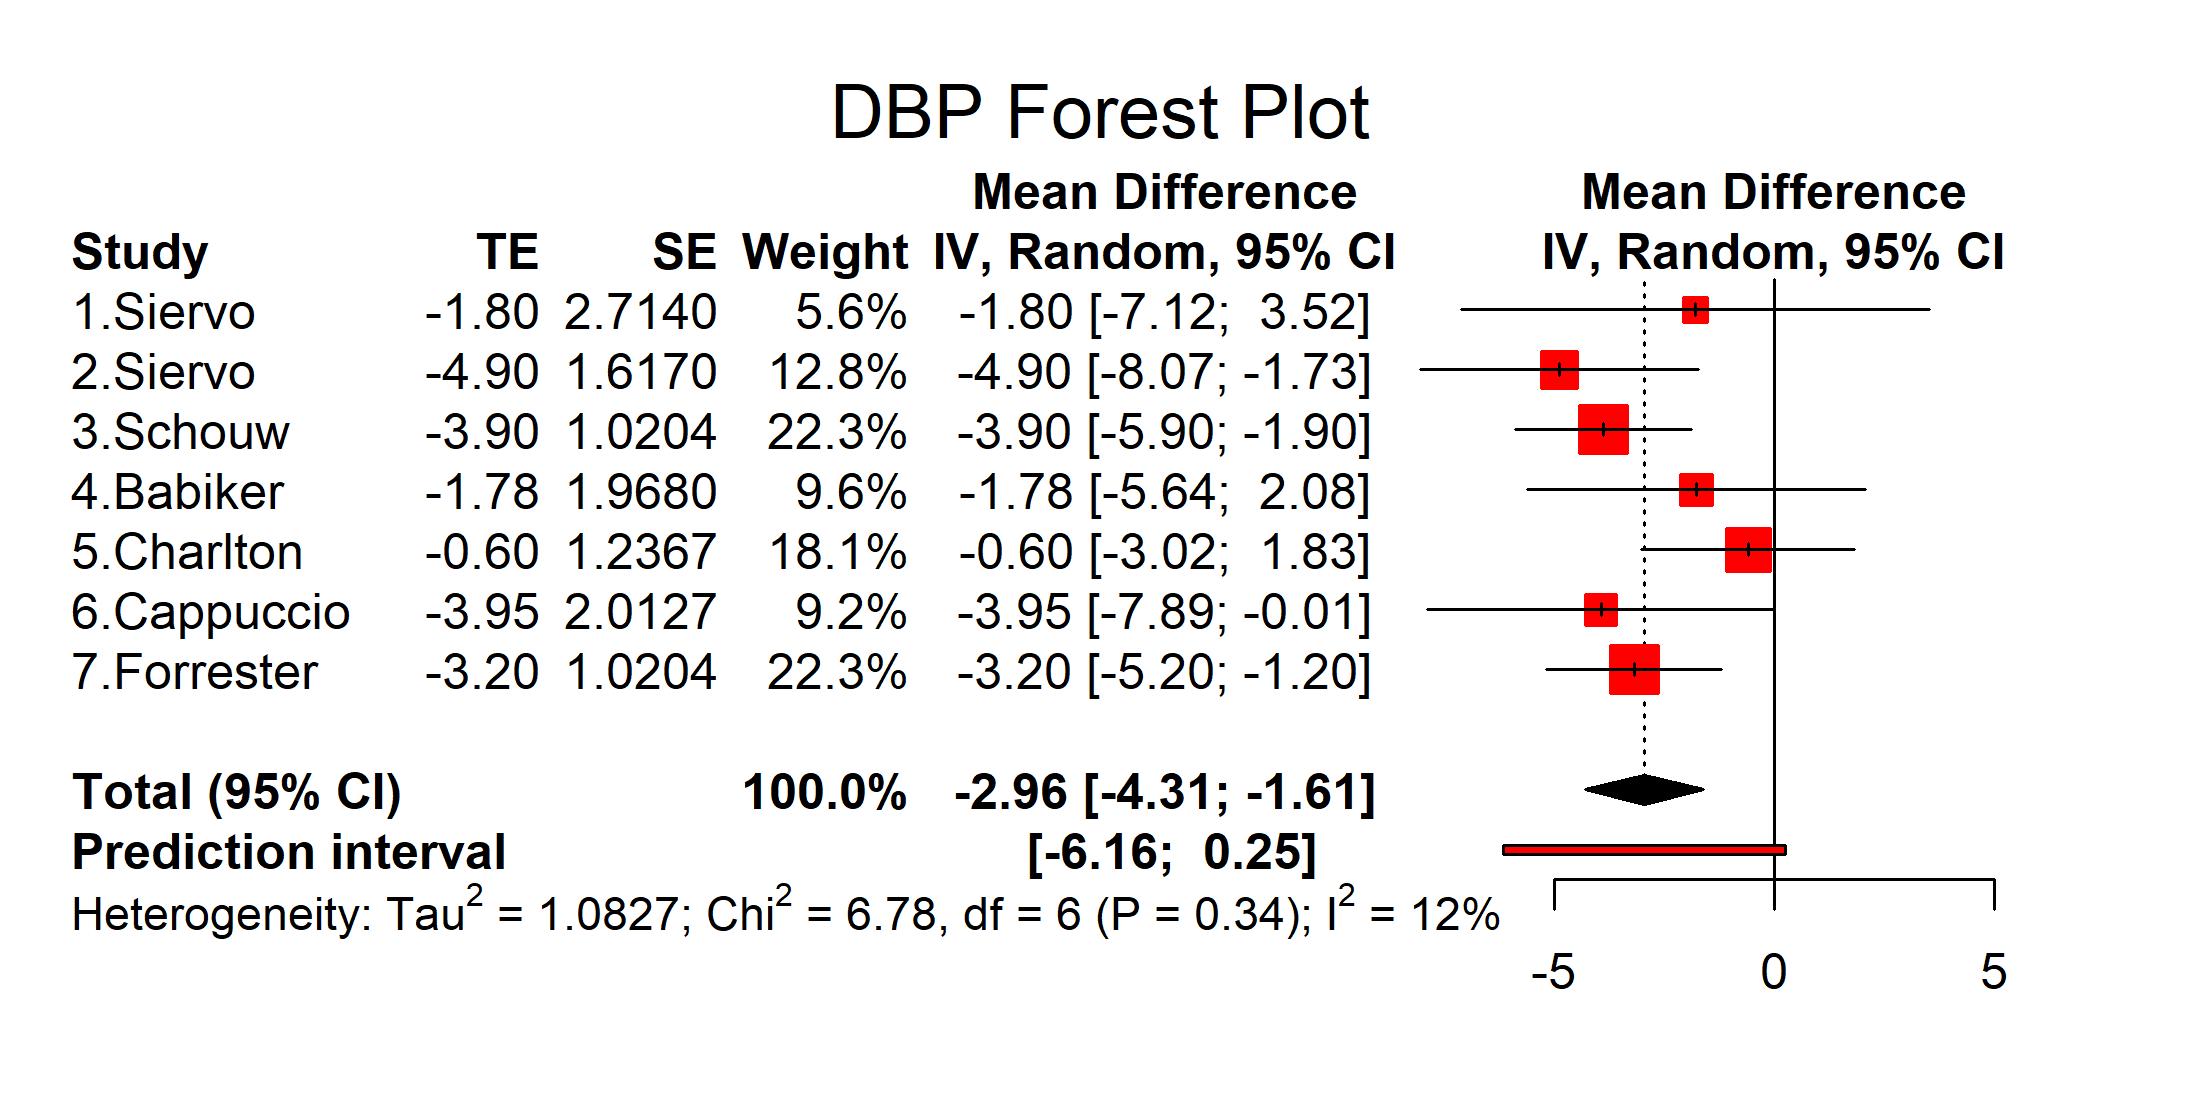 DBP Forest Plot
Mean Difference Mean Difference
Study TE SE Weight IV, Random, 95% CI IV, Random, 95% CI
1.Siervo -1.80 2.7140 5.6% -1.80 [-7.12; 3.52]
2.Siervo -4.90 1.6170 12.8% -4.90 [-8.07; -1.73]
3.Schouw -3.90 1.0204 22.3% -3.90 [-5.90; -1.90]
4.Babiker -1.78 1.9680 9.6% -1.78 [-5.64; 2.08]
5.Charlton -0.60 1.2367 18.1% -0.60 [-3.02; 1.83]
6.Cappuccio -3.95 2.0127 9.2% -3.95 [-7.89; -0.01]
7.Forrester -3.20 1.0204 22.3% -3.20 [-5.20; -1.20]
Total (95% CI) 100.0% -2.96 [-4.31; -1.61]
Prediction interval [-6.16; 0.25]
Heterogeneity: Tau² = 1.0827; Chi² = 6.78, df = 6 (P = 0.34); I² = 12%
-5 0 5